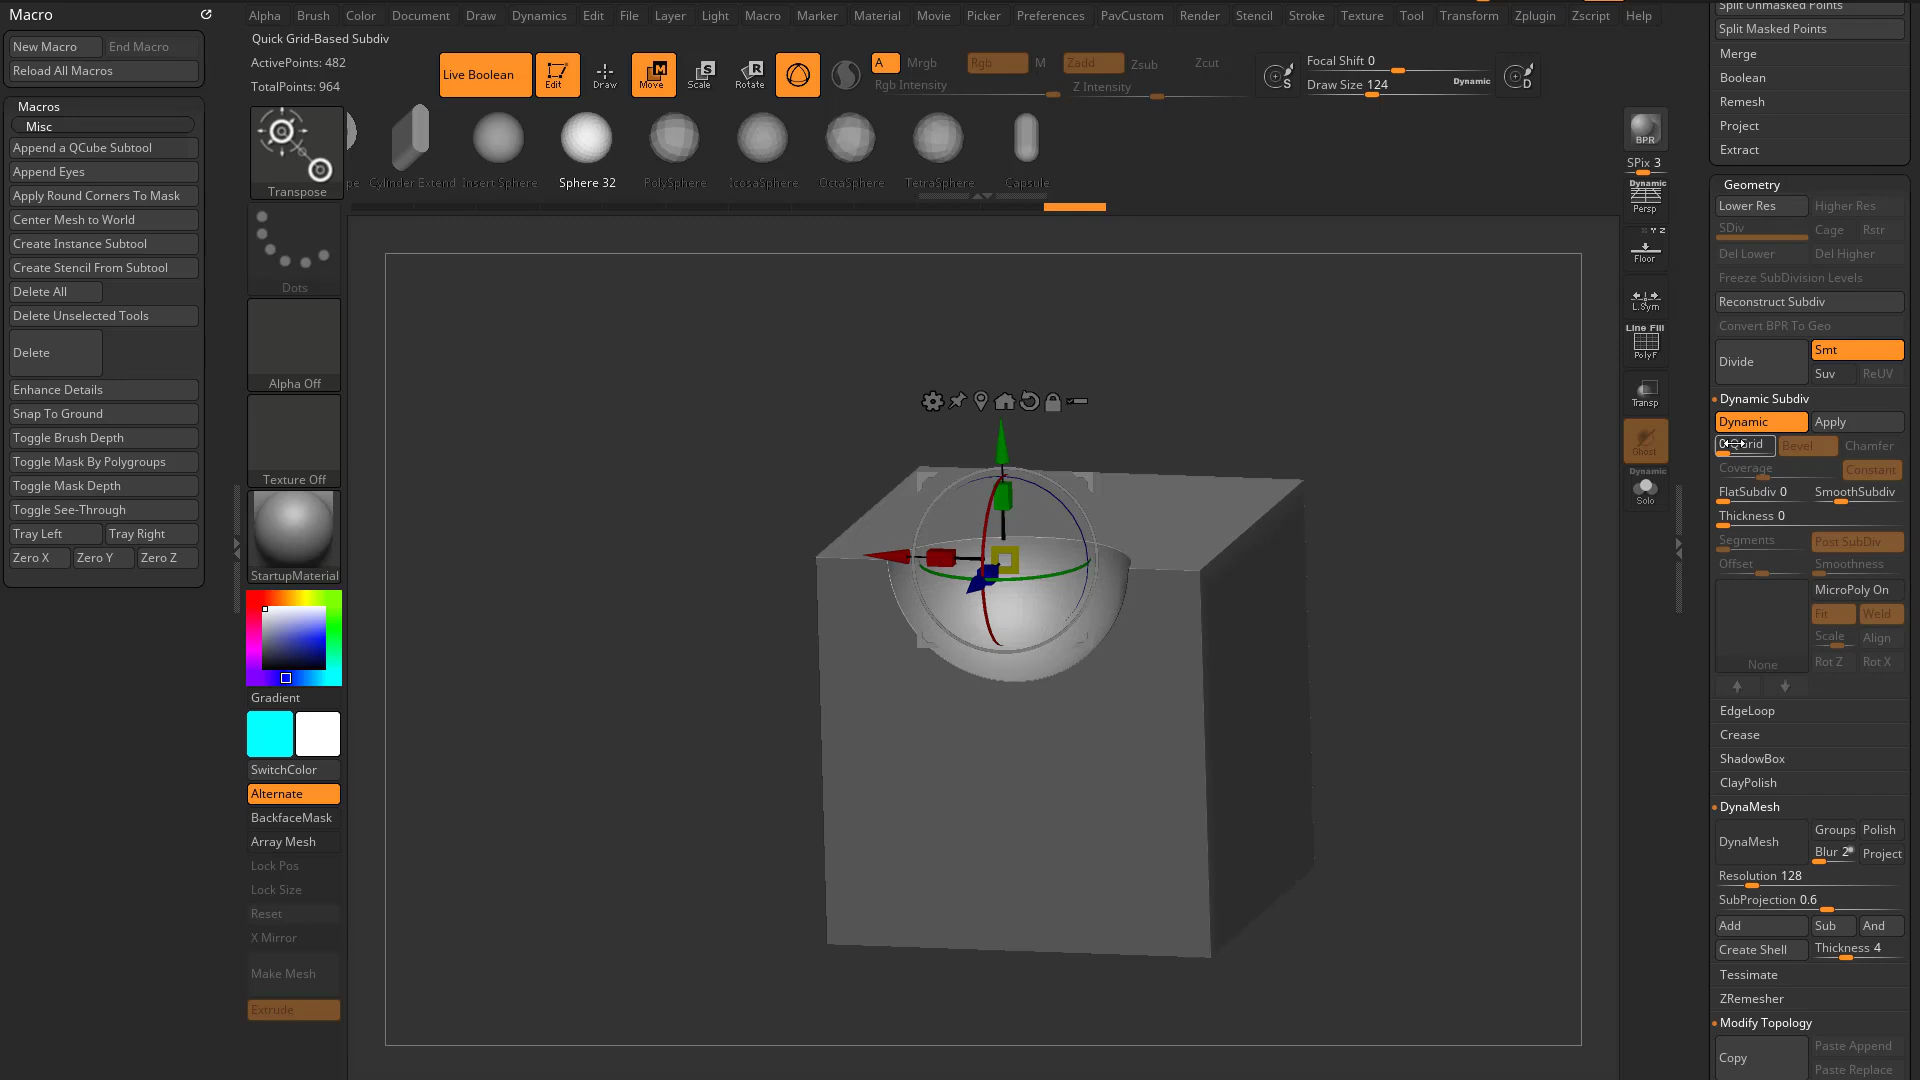 Macro
New Macro
End Macro
Reload All Macros
Macros
Misc
Append a QCube Subtool
Append Eyes
Apply Round Corners To Mask
Center Mesh to World
Create Instance Subtool
Create Stencil From Subtool
Delete All
Delete Unselected Tools
Delete
Enhance Details
Snap To Ground
Toggle Brush Depth
Toggle Mask By Polygroups
Toggle Mask Depth
Toggle See-Through
Tray Left
Tray Right
Zero X
Zero Y
Zero Z
Alpha Brush Color Document Draw Dynamics Edit File Layer Light Macro Marker Material Movie Picker Preferences PavCustom Render Stencil Stroke Texture Tool Transform Zplugin Zscript Help
Quick Grid-Based Subdiv
ActivePoints: 482
TotalPoints: 964
Live Boolean
Edit
Draw
Move
Scale
Rotate
A
Mrgb
Rgb
M
Zadd
Zsub
Zcut
Rgb Intensity
Z Intensity
S
Focal Shift 0
Draw Size 124
Dynamic
D
Transpose
pe
Cylinder Extend
Insert Sphere
Sphere 32
PolySphere
IcosaSphere
OctaSphere
TetraSphere
Capsule
Dots
Alpha Off
Texture Off
StartupMaterial
Gradient
SwitchColor
Alternate
BackfaceMask
Array Mesh
Lock Pos
Lock Size
Reset
X Mirror
Make Mesh
Extrude
BPR
SPix 3
Dynamic
Persp
Floor
L.Sym
Line Fill
PolyF
Transp
Ghost
Dynamic
Solo
Split Unmasked Points
Split Masked Points
Merge
Boolean
Remesh
Project
Extract
Geometry
Lower Res
Higher Res
SDiv
Cage
Rstr
Del Lower
Del Higher
Freeze SubDivision Levels
Reconstruct Subdiv
Convert BPR To Geo
Divide
Smt
Suv
ReUV
Dynamic Subdiv
Dynamic
Apply
Bevel
Chamfer
Coverage
Constant
FlatSubdiv 0
SmoothSubdiv
Thickness 0
Segments
Post SubDiv
Offset
Smoothness
MicroPoly On
Fit
Weld
Scale
Align
None
Rot Z
Rot X
EdgeLoop
Crease
ShadowBox
ClayPolish
DynaMesh
DynaMesh
Groups
Polish
Blur 2
Project
Resolution 128
SubProjection 0.6
Add
Sub
And
Create Shell
Thickness 4
Tessimate
ZRemesher
Modify Topology
Copy
Paste Append
Paste Replace